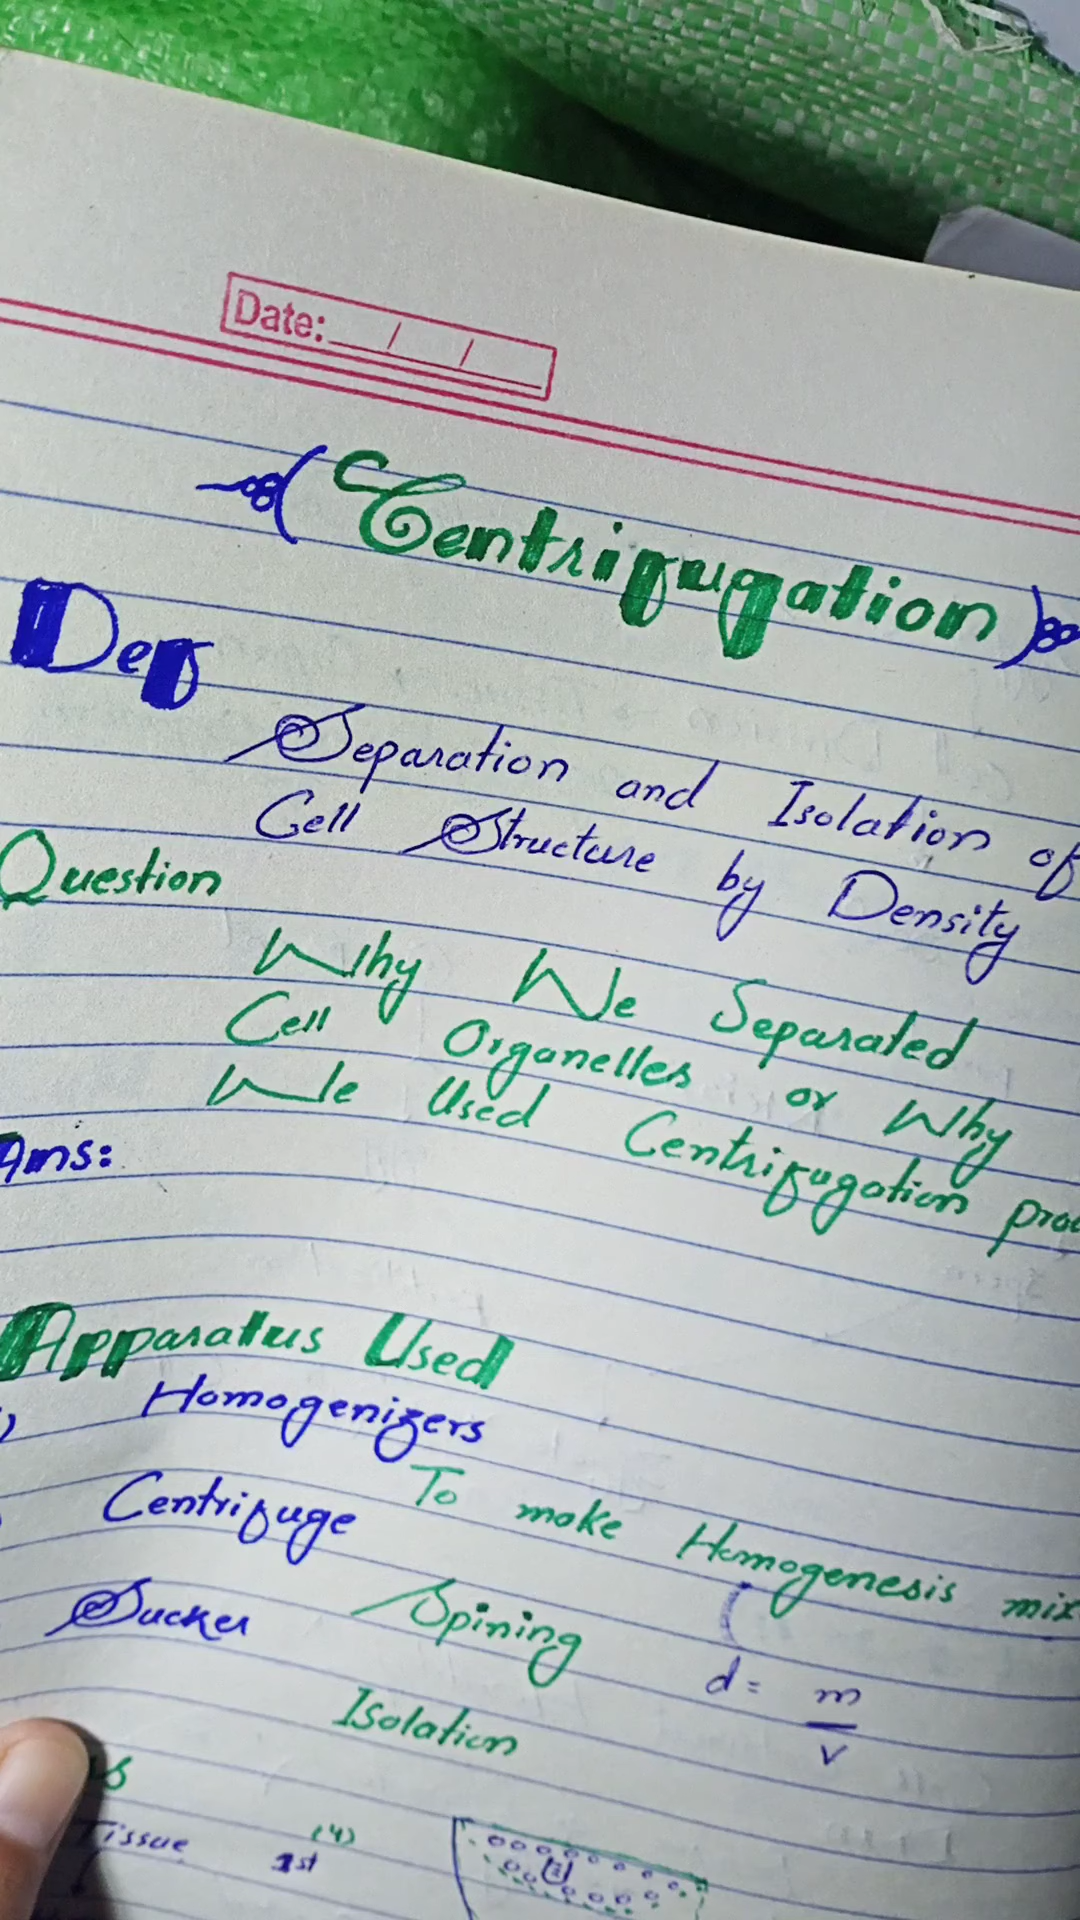 Date: / /
Centrifugation
Def
Separation and Isolation of
Cell Structure by Density
Question
Why We Separated
Cell Organelles or Why
We Used Centrifugation
Ans:
Apparatus Used
Homogenizers
To make Homogenesis
Centrifuge
Spining
Sucker
d = m
v
Isolation
Tissue (4)
1st